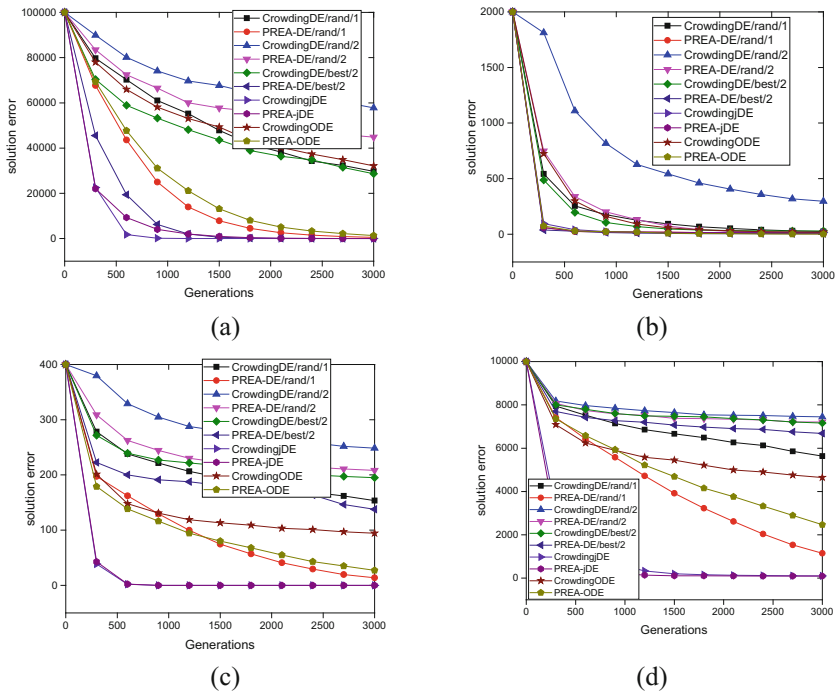 100000
80000
60000
40000
20000
0
solution error
CrowdingDE/rand/1
PREA-DE/rand/1
CrowdingDE/rand/2
PREA-DE/rand/2
CrowdingDE/best/2
PREA-DE/best/2
CrowdingjDE
PREA-jDE
CrowdingODE
PREA-ODE
0 500 1000 1500 2000 2500 3000
Generations
(a)
2000
1500
1000
500
0
solution error
CrowdingDE/rand/1
PREA-DE/rand/1
CrowdingDE/rand/2
PREA-DE/rand/2
CrowdingDE/best/2
PREA-DE/best/2
CrowdingjDE
PREA-jDE
CrowdingODE
PREA-ODE
0 500 1000 1500 2000 2500 3000
Generations
(b)
400
300
200
100
0
solution error
CrowdingDE/rand/1
PREA-DE/rand/1
CrowdingDE/rand/2
PREA-DE/rand/2
CrowdingDE/best/2
PREA-DE/best/2
CrowdingjDE
PREA-jDE
CrowdingODE
PREA-ODE
0 500 1000 1500 2000 2500 3000
Generations
(c)
10000
8000
6000
4000
2000
0
solution error
CrowdingDE/rand/1
PREA-DE/rand/1
CrowdingDE/rand/2
PREA-DE/rand/2
CrowdingDE/best/2
PREA-DE/best/2
CrowdingjDE
PREA-jDE
CrowdingODE
PREA-ODE
0 500 1000 1500 2000 2500 3000
Generations
(d)